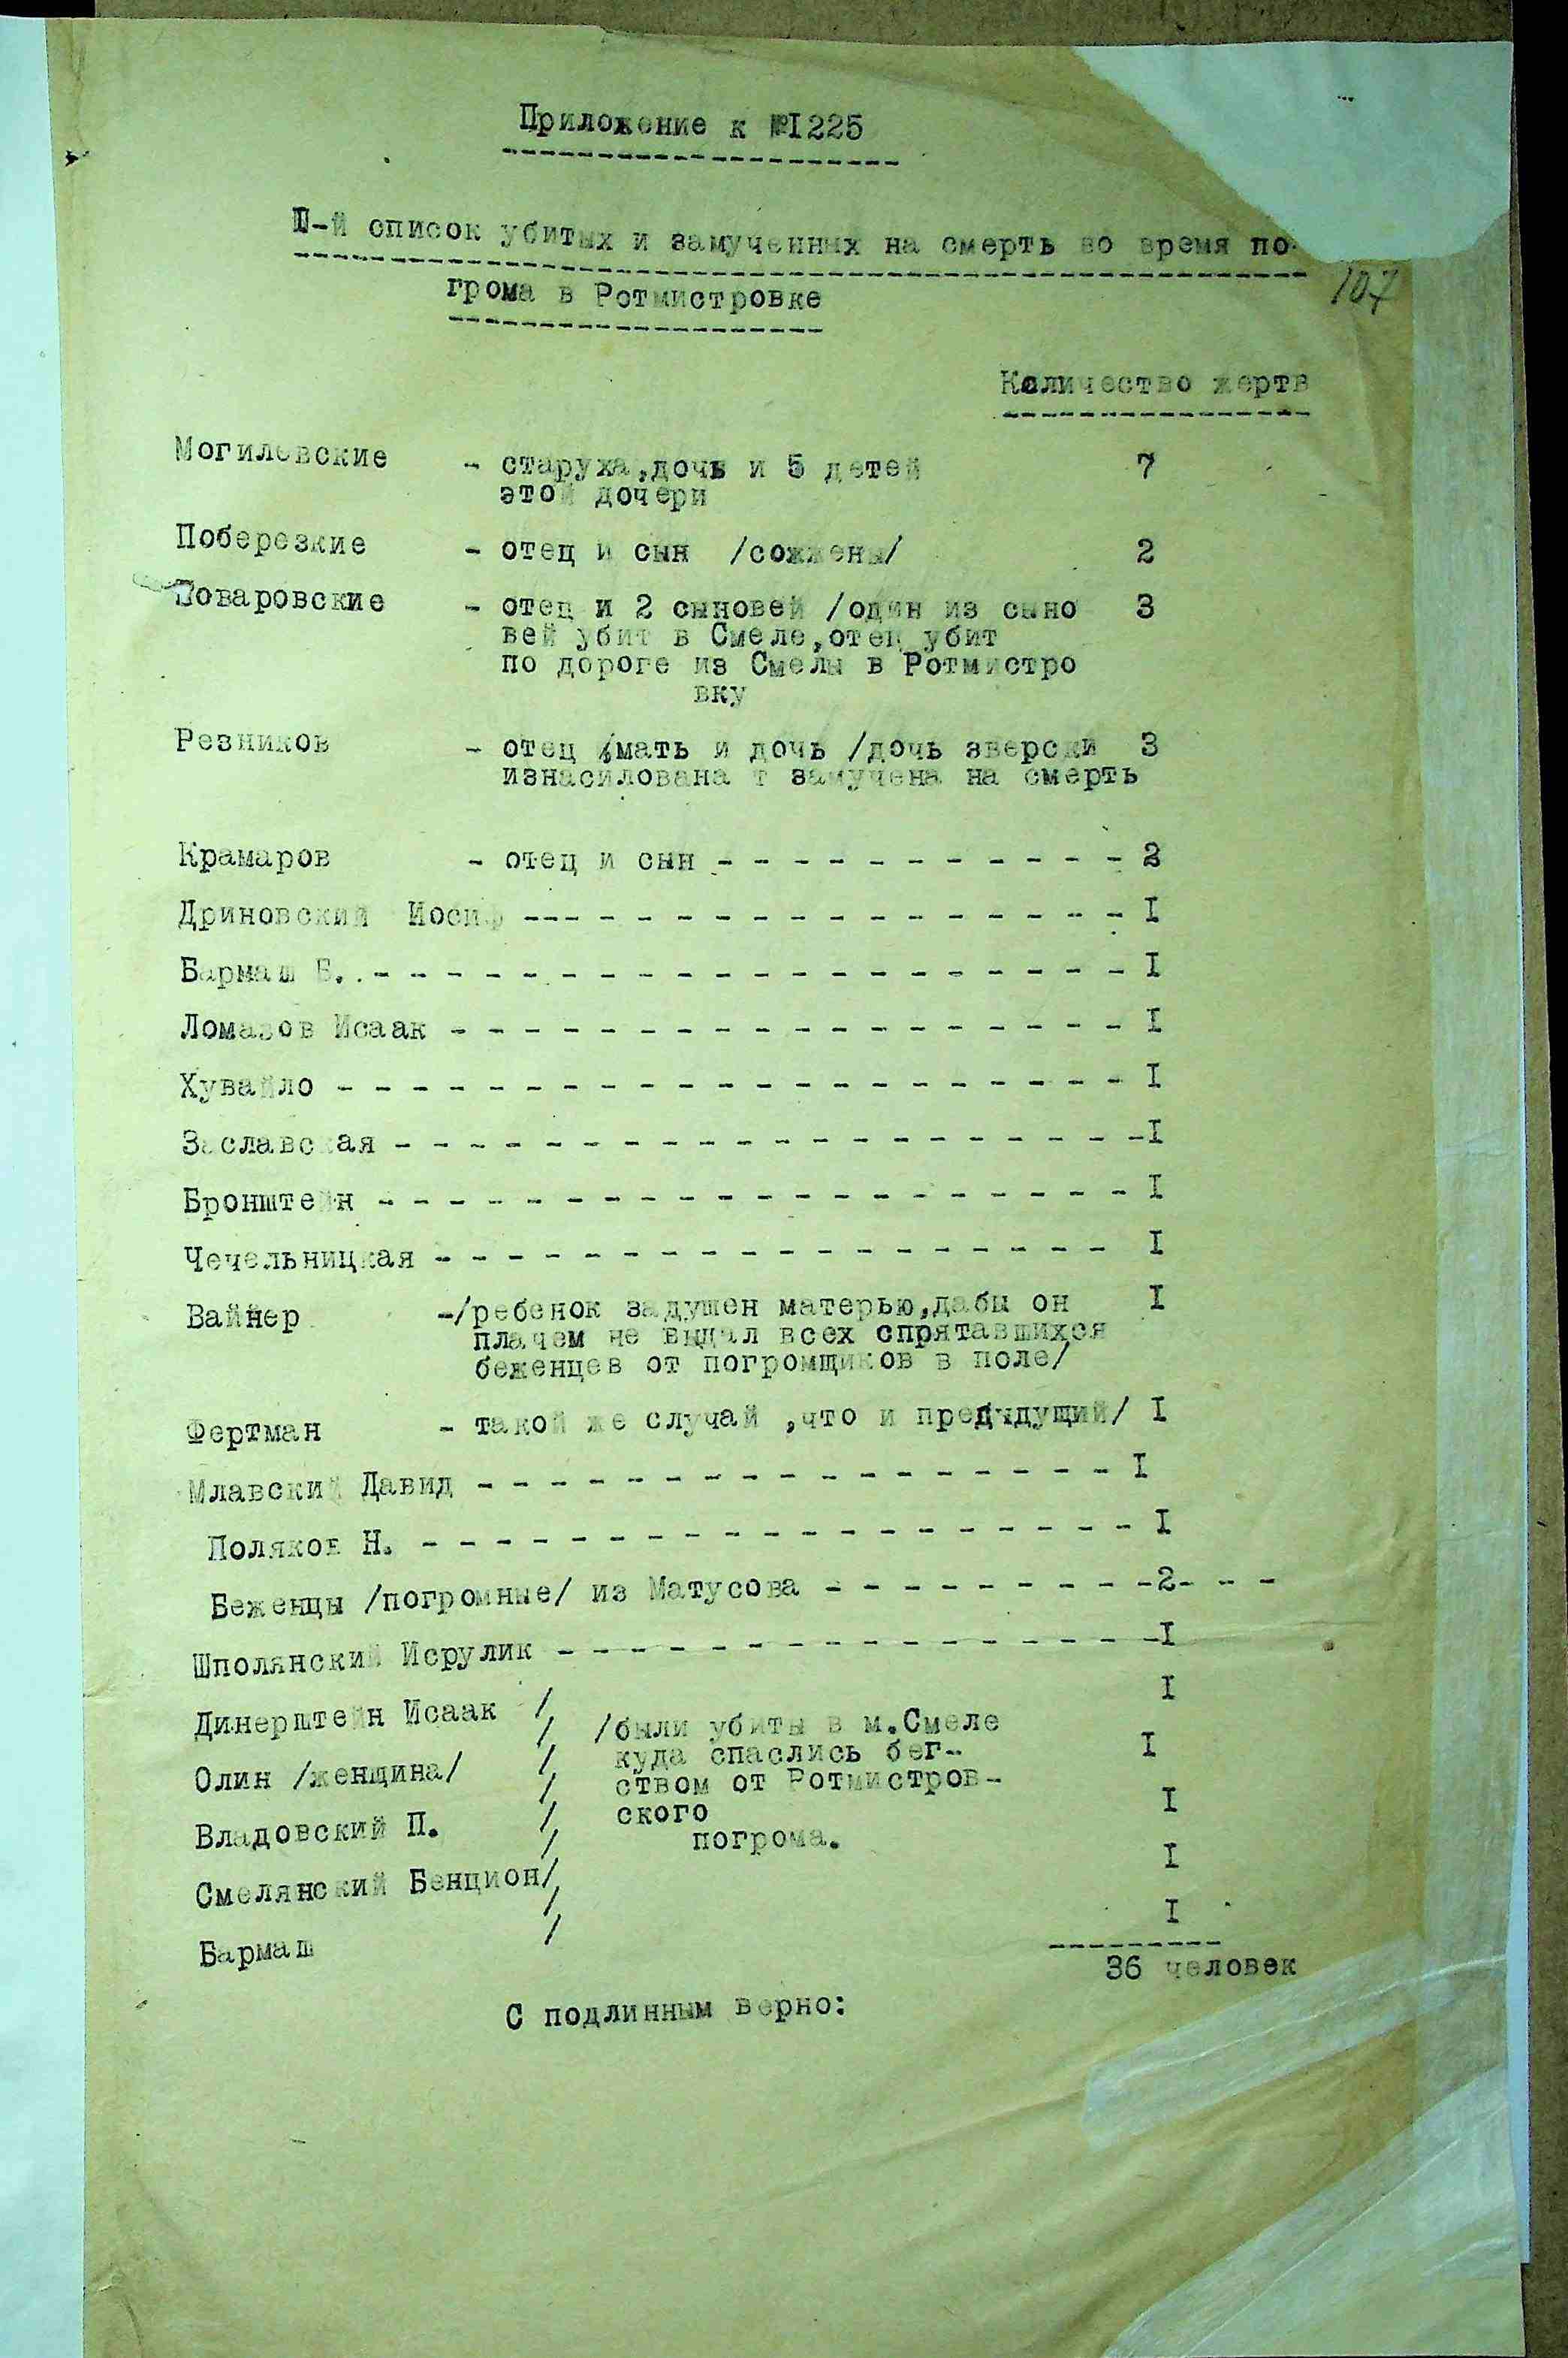 Приложение к №I225
П-й список убитых и замученных на смерть во время по-
107
грома в Ротмистровке
Количество жертв
Могилевские - старуха,дочь и 5 детей 7
этой дочери
Поберезкие - отец и сын /сожжены/ 2
Поваровские - отец и 2 сыновей /один из сыно 3
вей убит в Смеле,отец убит
по дороге из Смелы в Ротмистро
вку
Резников - отец ,мать и дочь /дочь зверски 3
изнасилована т замучена на смерть
Крамаров - отец и сын - - - - - - - - - - - 2
Дриновский Иосиф --- - - - - - - - - - - - - - - I
Бармаш Б. - - - - - - - - - - - - - - - - - - - - I
Ломазов Исаак - - - - - - - - - - - - - - - - - - I
Хувайло - - - - - - - - - - - - - - - - - - - - - I
Заславская - - - - - - - - - - - - - - - - - - - -I
Бронштейн - - - - - - - - - - - - - - - - - - - - I
Чечельницкая - - - - - - - - - - - - - - - - - - I
Вайнер -/ребенок задушен матерью,дабы он I
плачем не выдал всех спрятавшихся
беженцев от погромщиков в поле/
Фертман - такой же случай ,что и предыдущий/ I
Млавский Давид - - - - - - - - - - - - - - - - - I
Поляков Н. - - - - - - - - - - - - - - - - - - - I
Беженцы /погромные/ из Матусова - - - - - - - - -2- - -
Шполянский Исрулик - - - - - - - - - - - - - - - -I
Динерштейн Исаак / I
/ /были убиты в м.Смеле
Олин /женщина/ / куда спаслись бег- I
/ ством от Ротмистров-
Владовский П. / ского I
/ погрома.
Смелянский Бенцион/ I
/
Бармаш / I
36 человек
С подлинным верно: